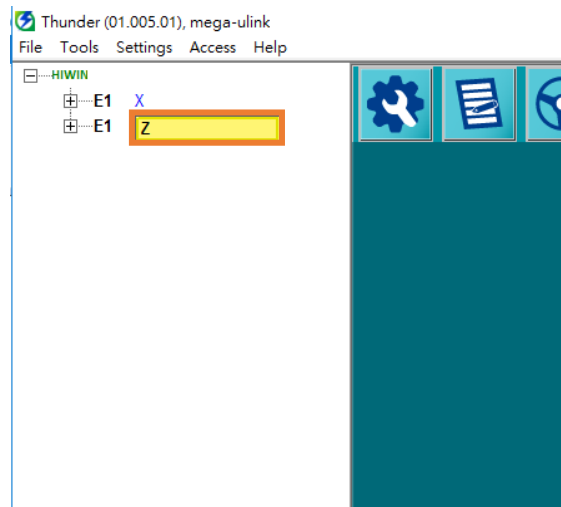 Thunder (01.005.01), mega-ulink
File Tools Settings Access Help
HIWIN
E1 X
E1 Z